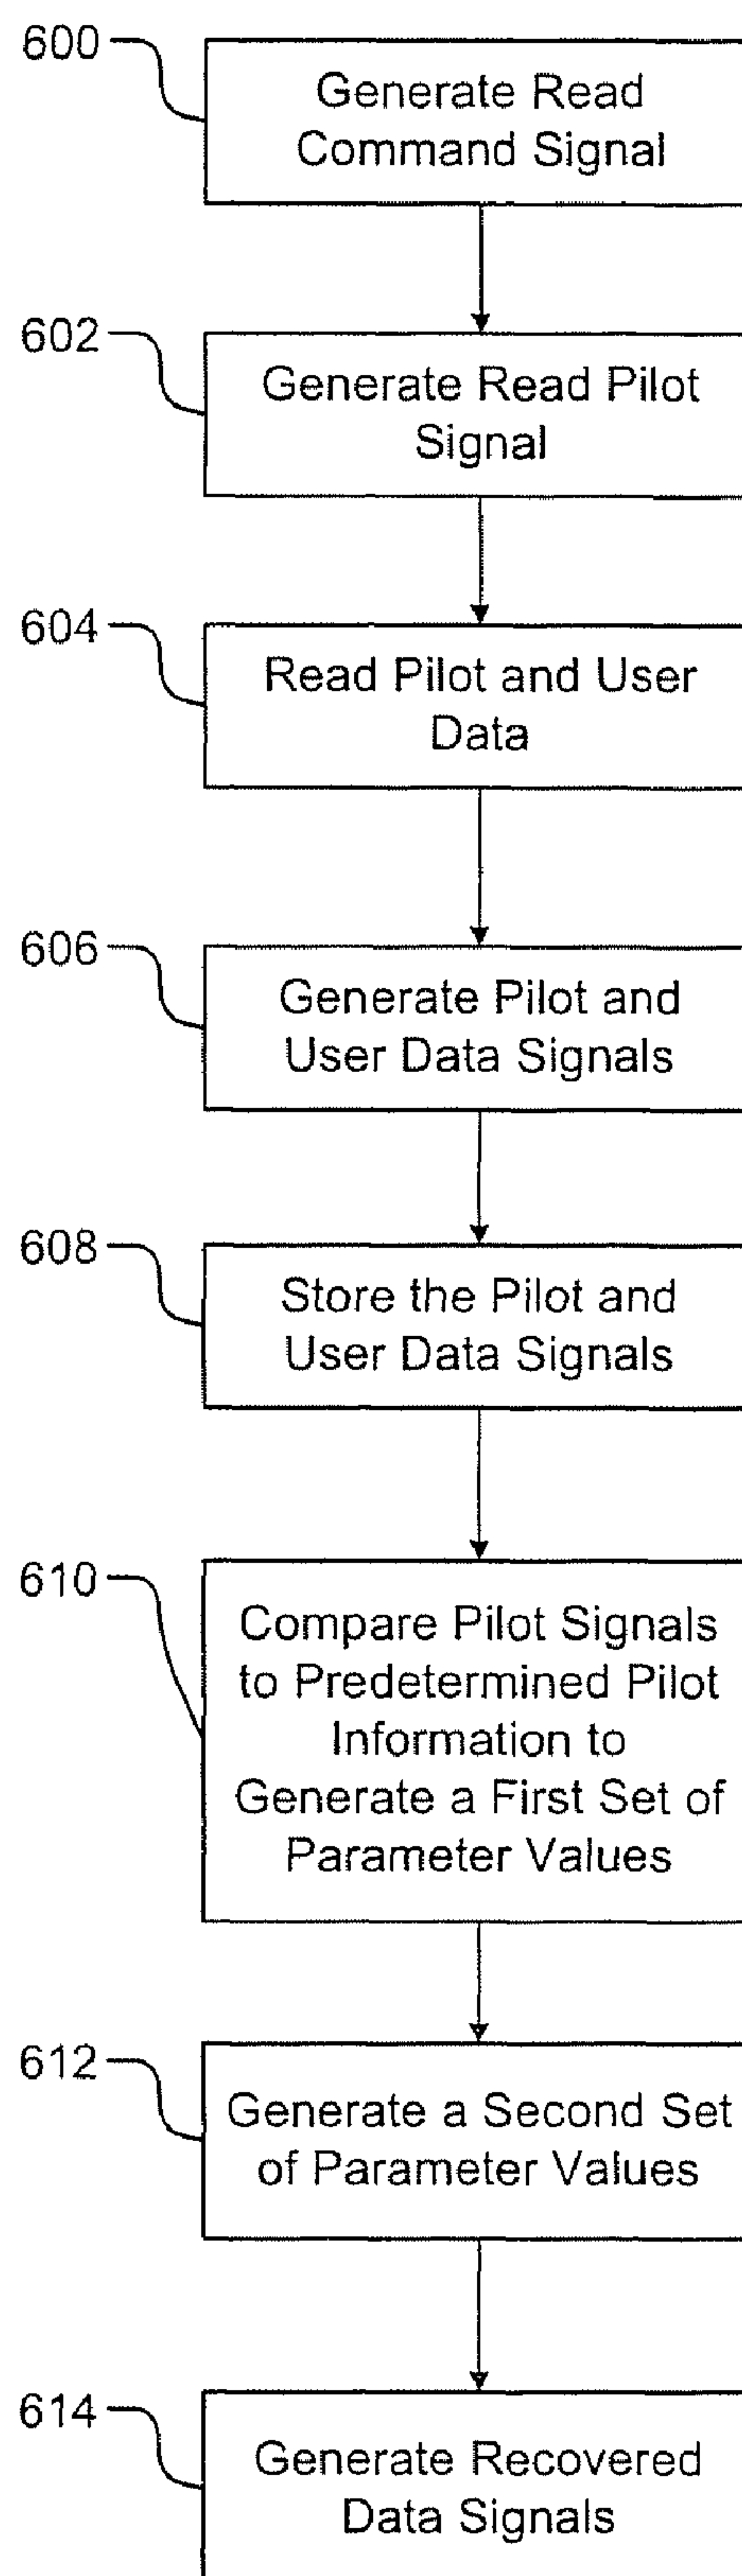 600
Generate Read
Command Signal
602
Generate Read Pilot
Signal
604
Read Pilot and User
Data
606
Generate Pilot and
User Data Signals
608
Store the Pilot and
User Data Signals
610
Compare Pilot Signals
to Predetermined Pilot
Information to
Generate a First Set of
Parameter Values
612
Generate a Second Set
of Parameter Values
614
Generate Recovered
Data Signals